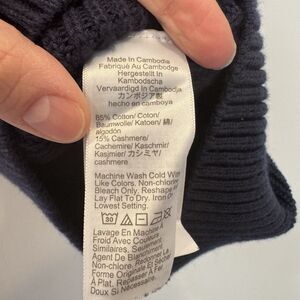 Made In Cambodia
Fabriqué Au Cambodge
Hergestellt In
Kambodscha
Vervaardigd In Cambodja
カンボジア製
hecho en camboya
85% Cotton/ Coton/
Baumwolle/ Katoen/ 綿/
algodón
15% Cashmere/
Cachemire/ Kaschmir/
Kasjmier/ カシミヤ/
cashmere
Machine Wash Cold With
Like Colors. Non-chlorine
Bleach Only. Reshape
Lay Flat To Dry. Iron On
Lowest Setting.
30
Lavage En Machine À
Froid Avec Couleurs
Similaires, Seulement
Agent De Blanchiment
Non-chlore. Redonner
Forme Originale Et Sécher
À Plat. Repasser À Fer
Doux Si Nécessaire.